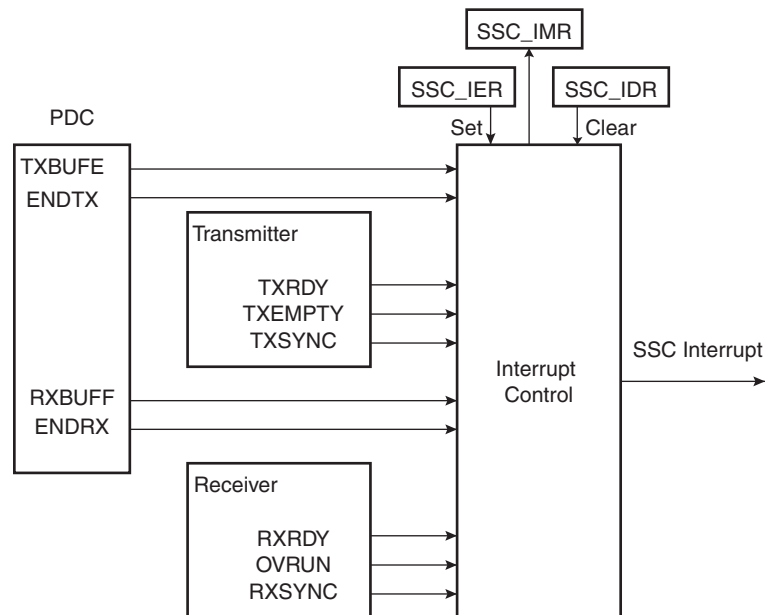 SSC_IMR
SSC_IER
SSC_IDR
PDC
Set
Clear
TXBUFE
ENDTX
Transmitter
TXRDY
TXEMPTY
TXSYNC
SSC Interrupt
Interrupt
Control
RXBUFF
ENDRX
Receiver
RXRDY
OVRUN
RXSYNC